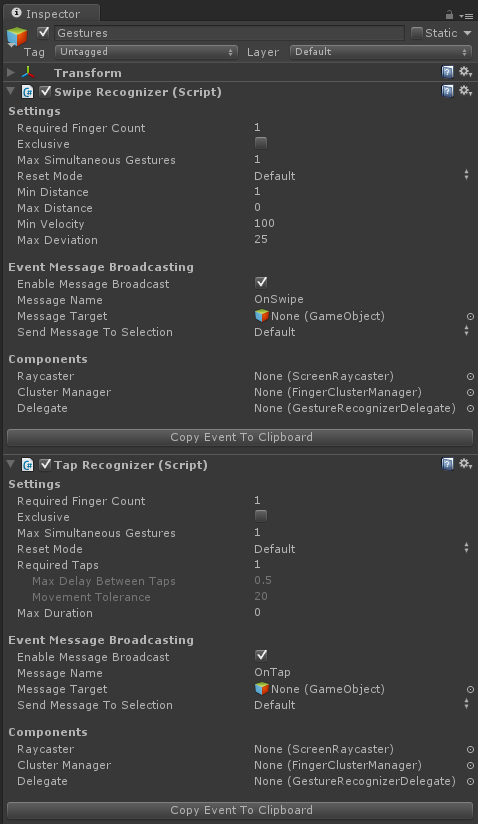 Inspector
Gestures Static
Tag Untagged Layer Default
Transform
Swipe Recognizer (Script)
Settings
Required Finger Count 1
Exclusive
Max Simultaneous Gestures 1
Reset Mode Default
Min Distance 1
Max Distance 0
Min Velocity 100
Max Deviation 25
Event Message Broadcasting
Enable Message Broadcast
Message Name OnSwipe
Message Target None (GameObject)
Send Message To Selection Default
Components
Raycaster None (ScreenRaycaster)
Cluster Manager None (FingerClusterManager)
Delegate None (GestureRecognizerDelegate)
Copy Event To Clipboard
C# Tap Recognizer (Script)
Settings
Required Finger Count 1
Exclusive
Max Simultaneous Gestures 1
Reset Mode Default
Required Taps 1
Max Delay Between Taps 0.5
Movement Tolerance 20
Max Duration 0
Event Message Broadcasting
Enable Message Broadcast
Message Name OnTap
Message Target None (GameObject)
Send Message To Selection Default
Components
Raycaster None (ScreenRaycaster)
Cluster Manager None (FingerClusterManager)
Delegate None (GestureRecognizerDelegate)
Copy Event To Clipboard